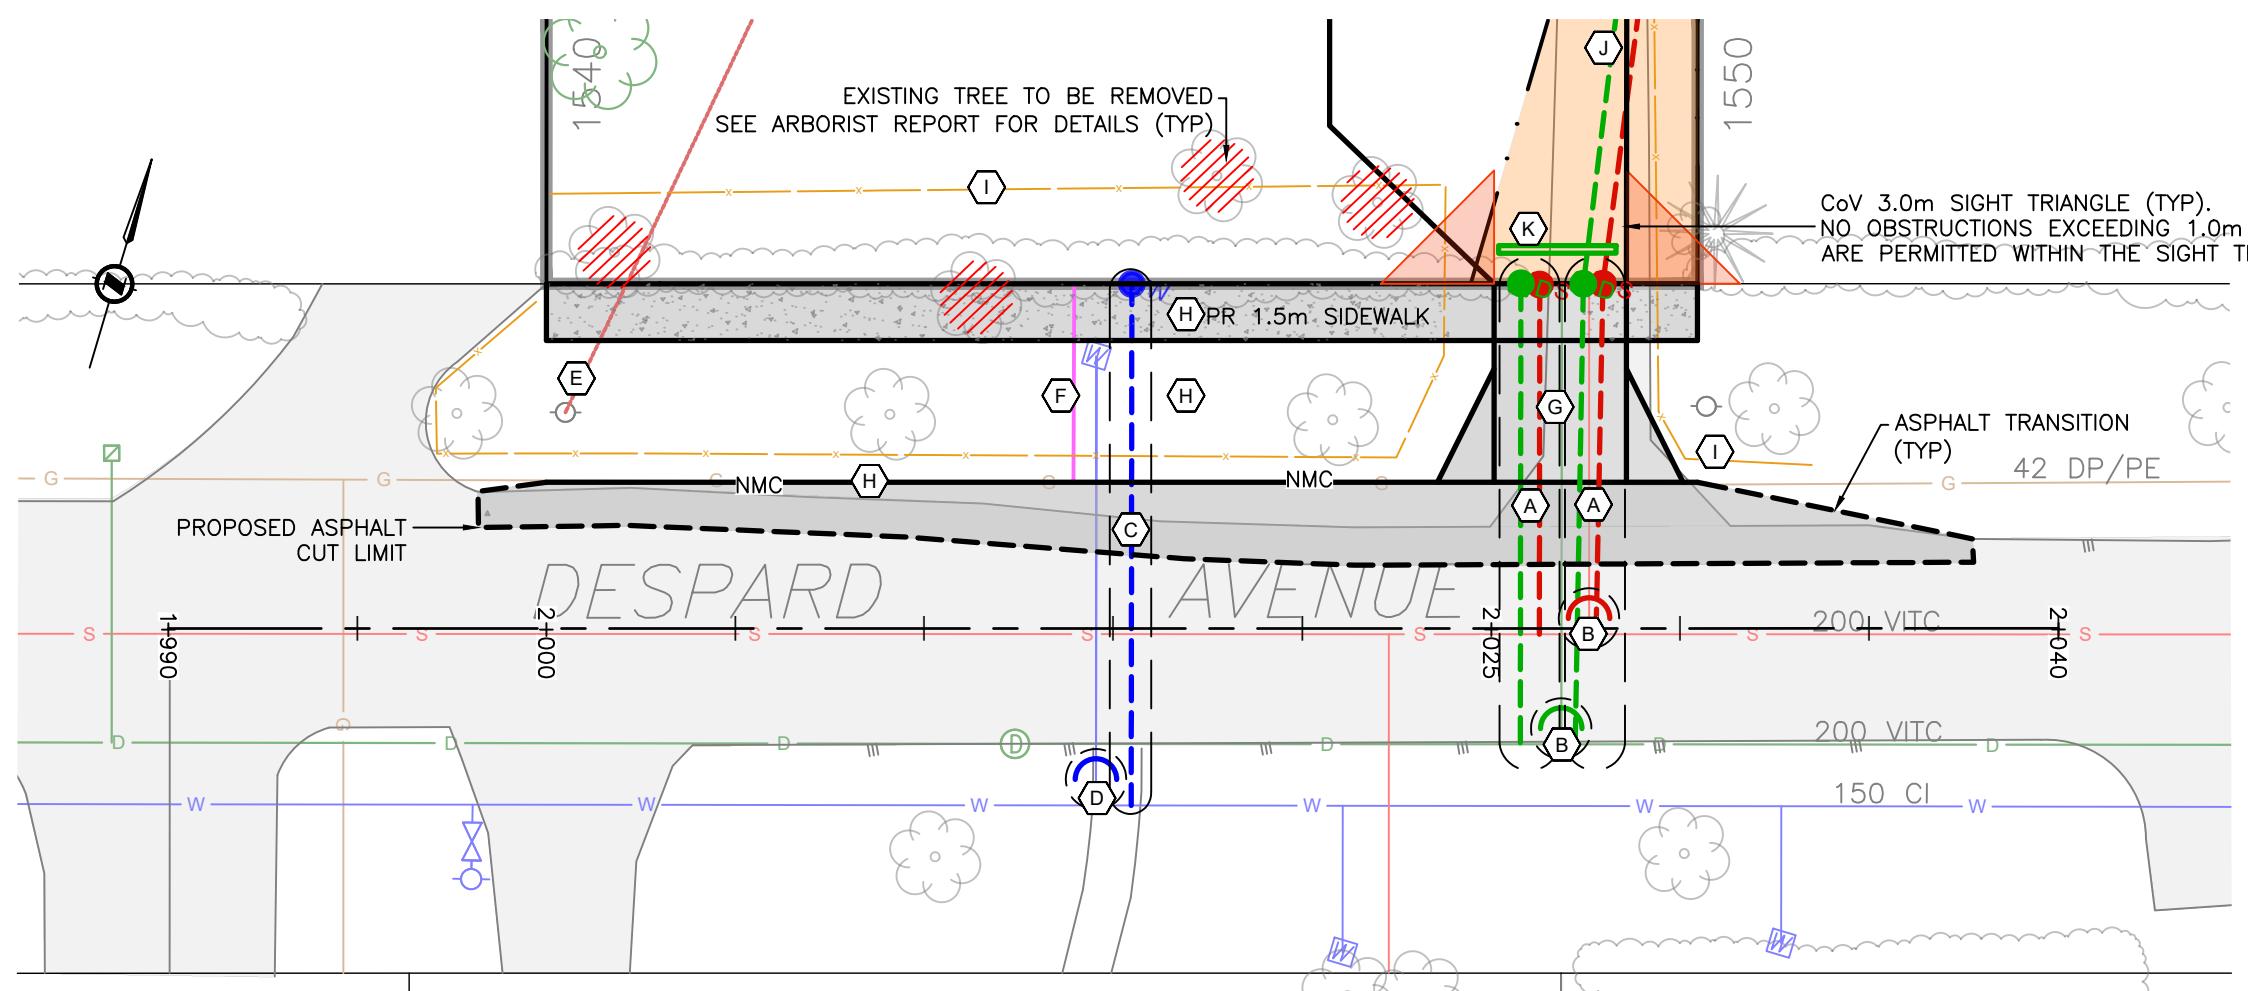 1540
EXISTING TREE TO BE REMOVED
SEE ARBORIST REPORT FOR DETAILS (TYP)
J
1550
I
K
CoV 3.0m SIGHT TRIANGLE (TYP).
NO OBSTRUCTIONS EXCEEDING 1.0m
ARE PERMITTED WITHIN THE SIGHT
N
W
D S
D S
H
PR 1.5m SIDEWALK
W
E
F
H
G
ASPHALT TRANSITION
(TYP)
I
42 DP/PE
G
G
G
G
G
G
NMC
H
NMC
A
A
C
PROPOSED ASPHALT
CUT LIMIT
DESPARD AVENUE
1+990
2+000
2+025
2+040
200 VITC
S
S
S
S
S
S
S
B
G
200 VITC
D
D
D
D
D
D
D
B
150 CI
W
W
W
W
W
W
D
W
W